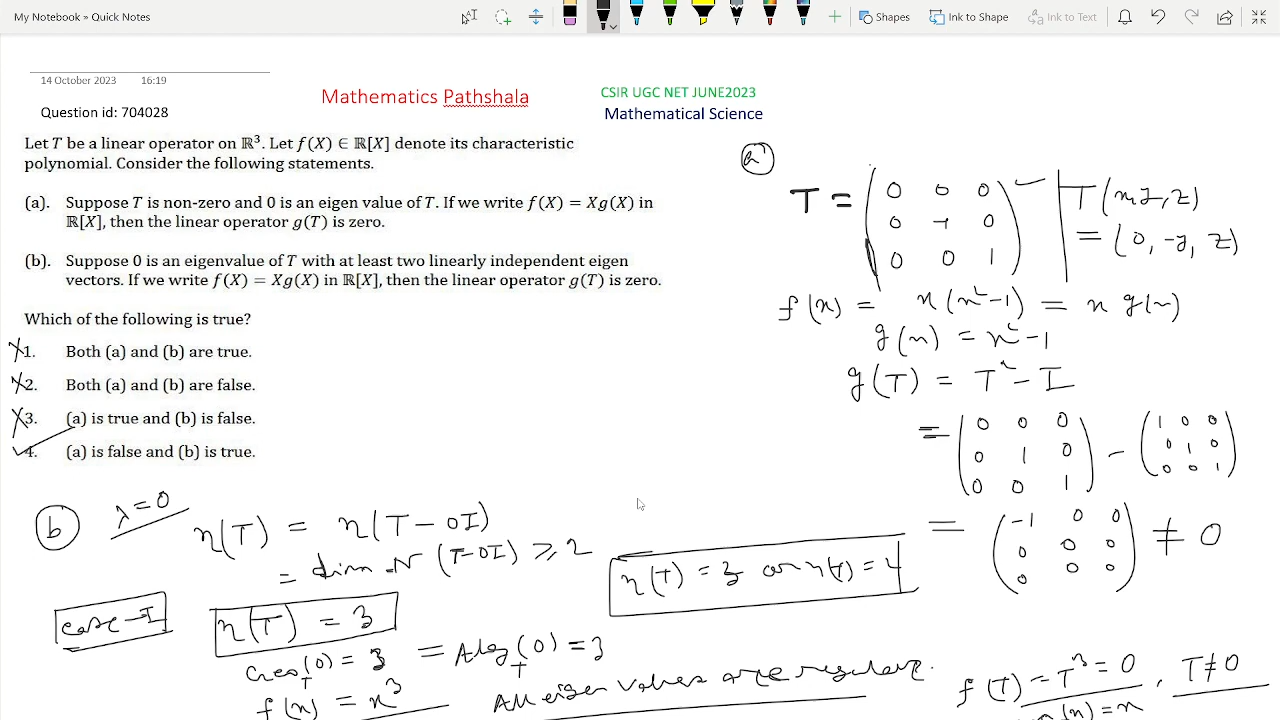 My Notebook » Quick Notes
Shapes
Ink to Shape
Ink to Text
14 October 2023 16:19
Mathematics Pathshala
CSIR UGC NET JUNE2023
Mathematical Science
Question id: 704028
Let T be a linear operator on ℝ³. Let f(X) ∈ ℝ[X] denote its characteristic
polynomial. Consider the following statements.
(a). Suppose T is non-zero and 0 is an eigen value of T. If we write f(X) = Xg(X) in
ℝ[X], then the linear operator g(T) is zero.
(b). Suppose 0 is an eigenvalue of T with at least two linearly independent eigen
vectors. If we write f(X) = Xg(X) in ℝ[X], then the linear operator g(T) is zero.
Which of the following is true?
1. Both (a) and (b) are true.
2. Both (a) and (b) are false.
3. (a) is true and (b) is false.
4. (a) is false and (b) is true.
(a)
T = (0 0 0
0 -1 0
0 0 1)
T(x,y,z)
= (0, -y, z)
f(x) = x(x²-1) = x g(x)
g(x) = x²-1
g(T) = T² - I
= (0 0 0
0 1 0
0 0 1) - (1 0 0
0 1 0
0 0 1)
= (-1 0 0
0 0 0
0 0 0) ≠ 0
(b) λ=0
η(T) = η(T-0I)
= dim N(T-0I) ≥ 2
η(T) = 3 or η(T) = 4
case-I
η(T) = 3
Geo_T(0) = 3 = Alg_T(0) = 3
f(x) = x³
All eigen values are regular.
f(T) = T³ = 0, T≠0
(x) = x